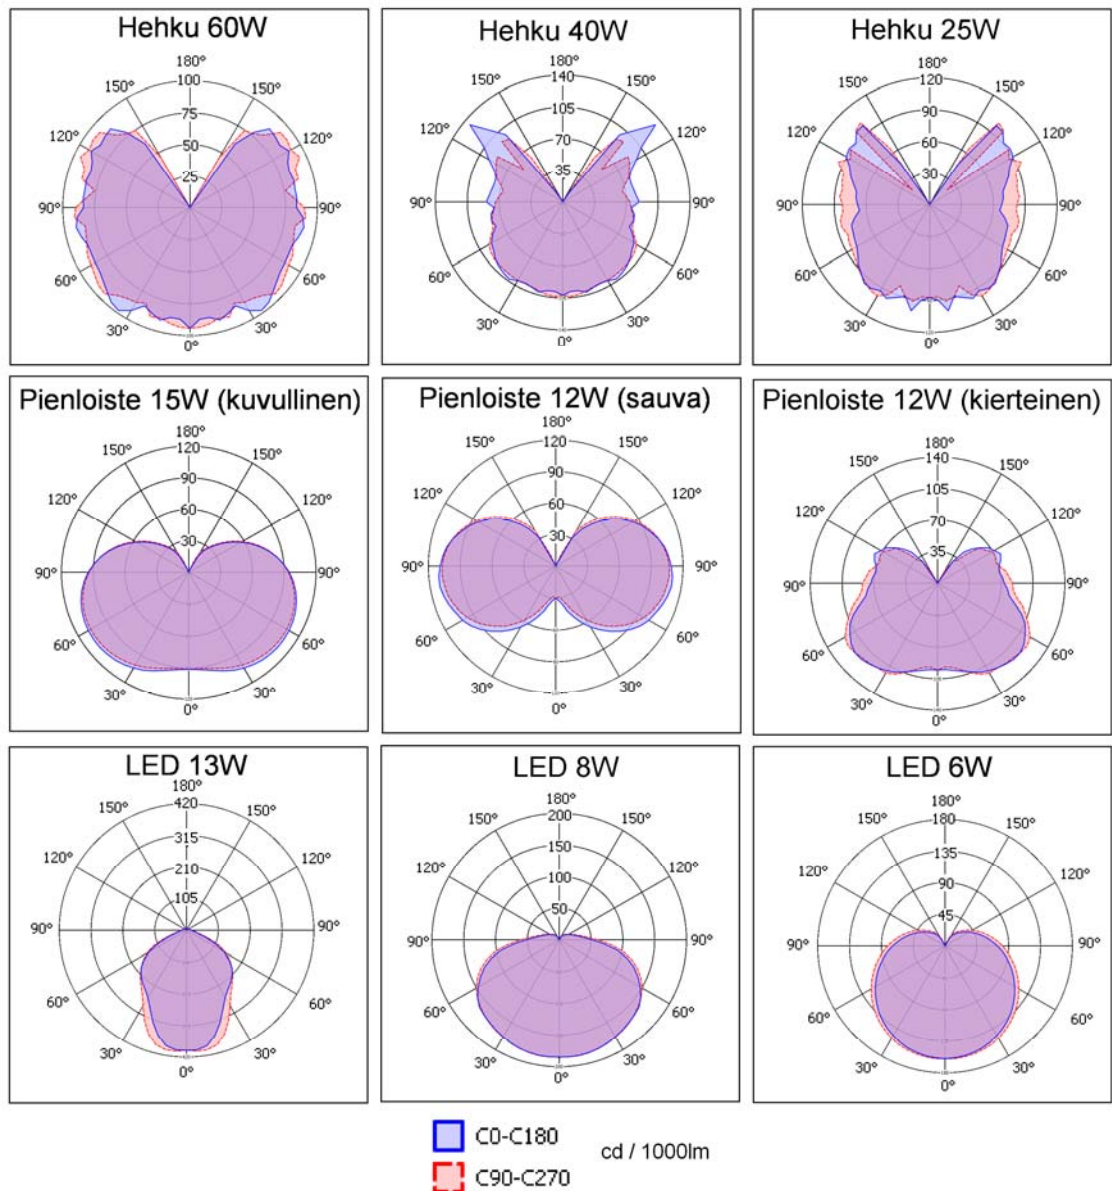 Hehku 60W
180°
150° 100 150°
120° 75 120°
50
25
90° 90°
60° 60°
30° 30°
0°
Hehku 40W
180°
150° 140 150°
120° 105 120°
70
35
90° 90°
60° 60°
30° 30°
0°
Hehku 25W
180°
150° 120 150°
120° 90 120°
60
30
90° 90°
60° 60°
30° 30°
0°
Pienloiste 15W (kuvullinen)
180°
150° 120 150°
120° 90 120°
60
30
90° 90°
60° 60°
30° 30°
0°
Pienloiste 12W (sauva)
180°
150° 120 150°
120° 90 120°
60
30
90° 90°
60° 60°
30° 30°
0°
Pienloiste 12W (kierteinen)
180°
150° 140 150°
120° 105 120°
70
35
90° 90°
60° 60°
30° 30°
0°
LED 13W
180°
150° 420 150°
120° 315 120°
210
105
90° 90°
60° 60°
30° 30°
0°
LED 8W
180°
150° 200 150°
120° 150 120°
100
50
90° 90°
60° 60°
30° 30°
0°
LED 6W
180°
150° 180 150°
120° 135 120°
90
45
90° 90°
60° 60°
30° 30°
0°
C0-C180
cd / 1000lm
C90-C270